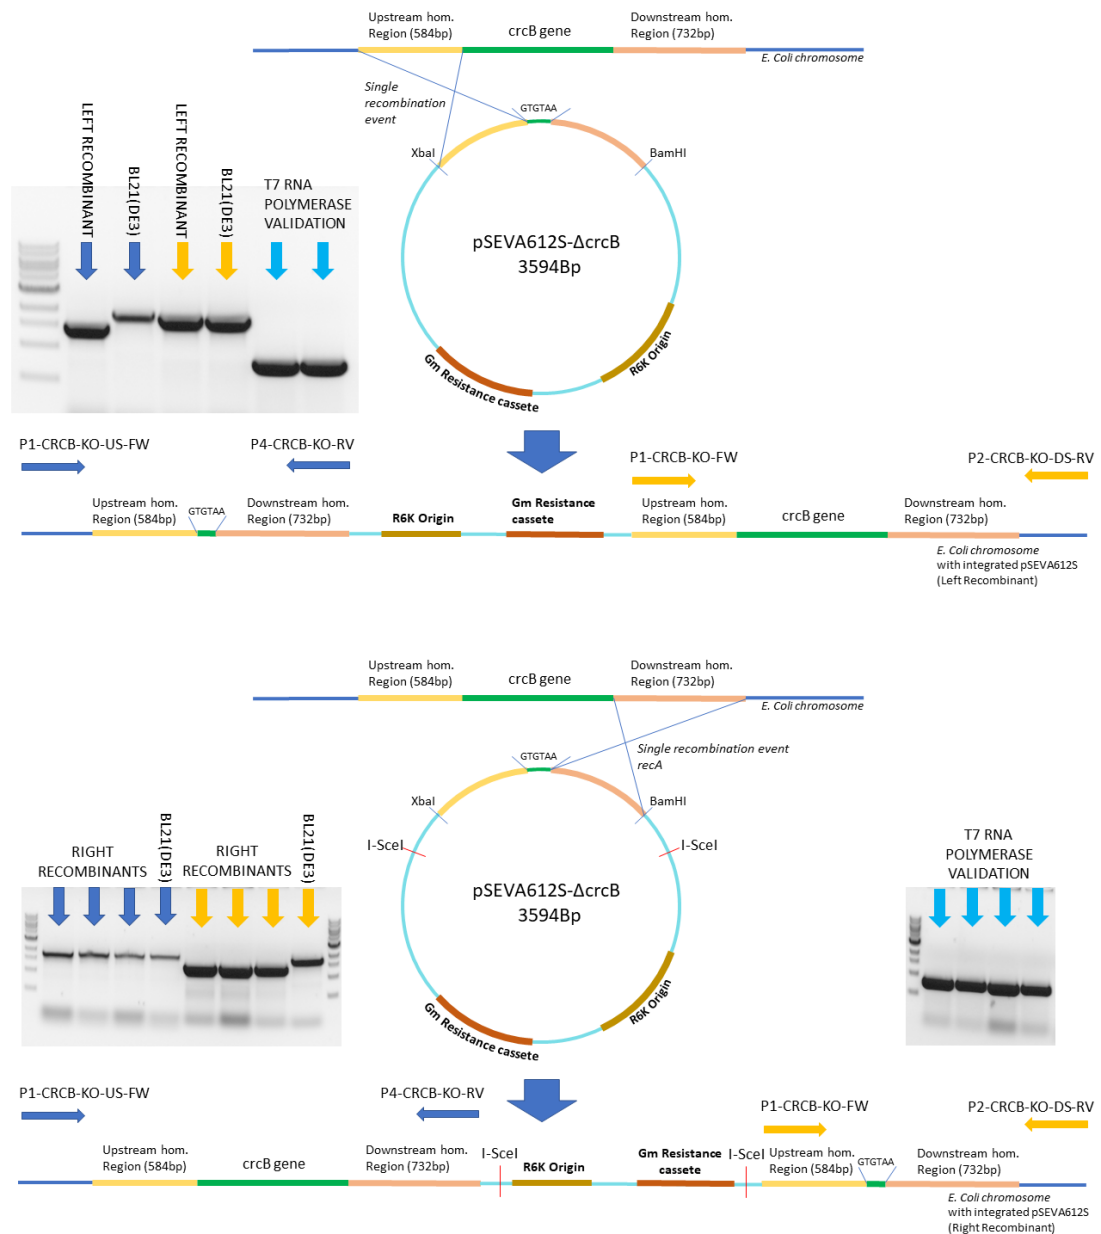 Upstream hom.
Region (584bp)
crcB gene
Downstream hom.
Region (732bp)
E. Coli chromosome
Single
recombination
event
GTGTAA
XbaI
BamHI
pSEVA612S-ΔcrcB
3594Bp
Gm Resistance cassete
R6K Origin
LEFT RECOMBINANT
BL21(DE3)
LEFT RECOMBINANT
BL21(DE3)
T7 RNA
POLYMERASE
VALIDATION
P1-CRCB-KO-US-FW
P4-CRCB-KO-RV
P1-CRCB-KO-FW
P2-CRCB-KO-DS-RV
Upstream hom.
Region (584bp)
GTGTAA
Downstream hom.
Region (732bp)
R6K Origin
Gm Resistance
cassete
Upstream hom.
Region (584bp)
crcB gene
Downstream hom.
Region (732bp)
E. Coli chromosome
with integrated pSEVA612S
(Left Recombinant)
Upstream hom.
Region (584bp)
crcB gene
Downstream hom.
Region (732bp)
E. Coli chromosome
Single recombination event
recA
GTGTAA
XbaI
BamHI
I-SceI
I-SceI
pSEVA612S-ΔcrcB
3594Bp
Gm Resistance cassete
R6K Origin
RIGHT
RECOMBINANTS
BL21(DE3)
RIGHT
RECOMBINANTS
BL21(DE3)
T7 RNA
POLYMERASE
VALIDATION
P1-CRCB-KO-US-FW
P4-CRCB-KO-RV
P1-CRCB-KO-FW
P2-CRCB-KO-DS-RV
Upstream hom.
Region (584bp)
crcB gene
Downstream hom.
Region (732bp)
I-SceI
R6K Origin
Gm Resistance
cassete
I-SceI
Upstream hom.
Region (584bp)
GTGTAA
Downstream hom.
Region (732bp)
E. Coli chromosome
with integrated pSEVA612S
(Right Recombinant)